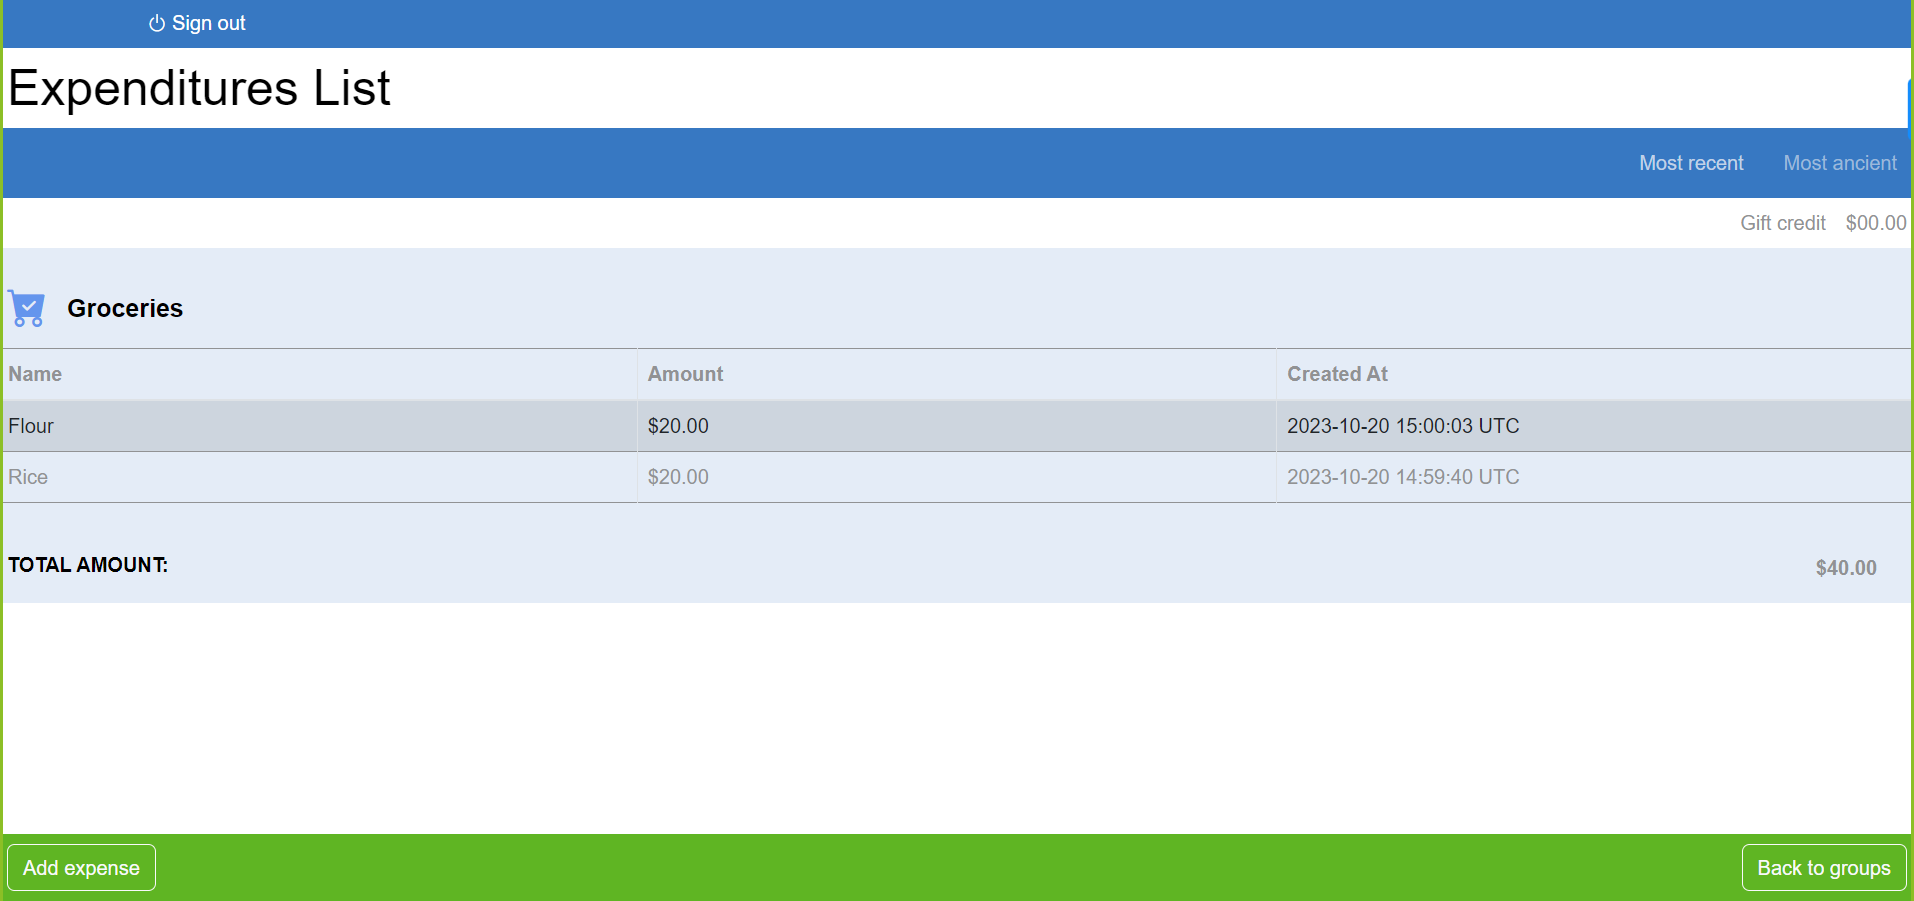 Sign out
Expenditures List
Most recent Most ancient
Gift credit $00.00
Groceries
Name Amount Created At
Flour $20.00 2023-10-20 15:00:03 UTC
Rice $20.00 2023-10-20 14:59:40 UTC
TOTAL AMOUNT: $40.00
Add expense Back to groups